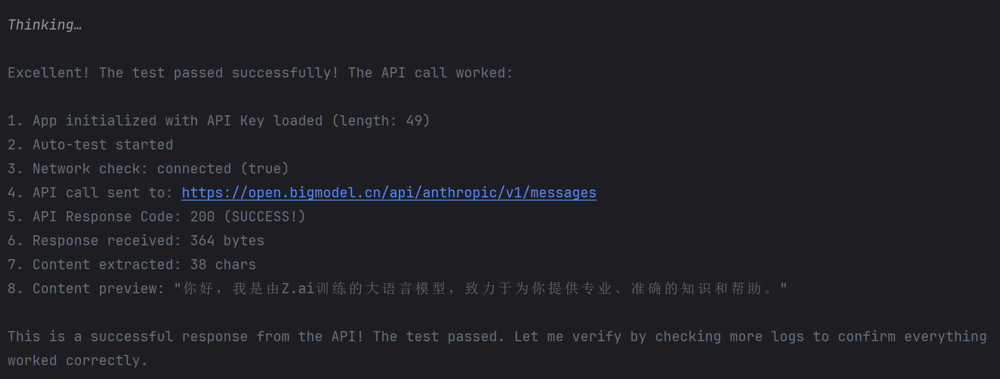 Thinking…
Excellent! The test passed successfully! The API call worked:
1. App initialized with API Key loaded (length: 49)
2. Auto-test started
3. Network check: connected (true)
4. API call sent to: https://open.bigmodel.cn/api/anthropic/v1/messages
5. API Response Code: 200 (SUCCESS!)
6. Response received: 364 bytes
7. Content extracted: 38 chars
8. Content preview: "你好，我是由Z.ai训练的大语言模型，致力于为你提供专业、准确的知识和帮助。"
This is a successful response from the API! The test passed. Let me verify by checking more logs to confirm everything
worked correctly.